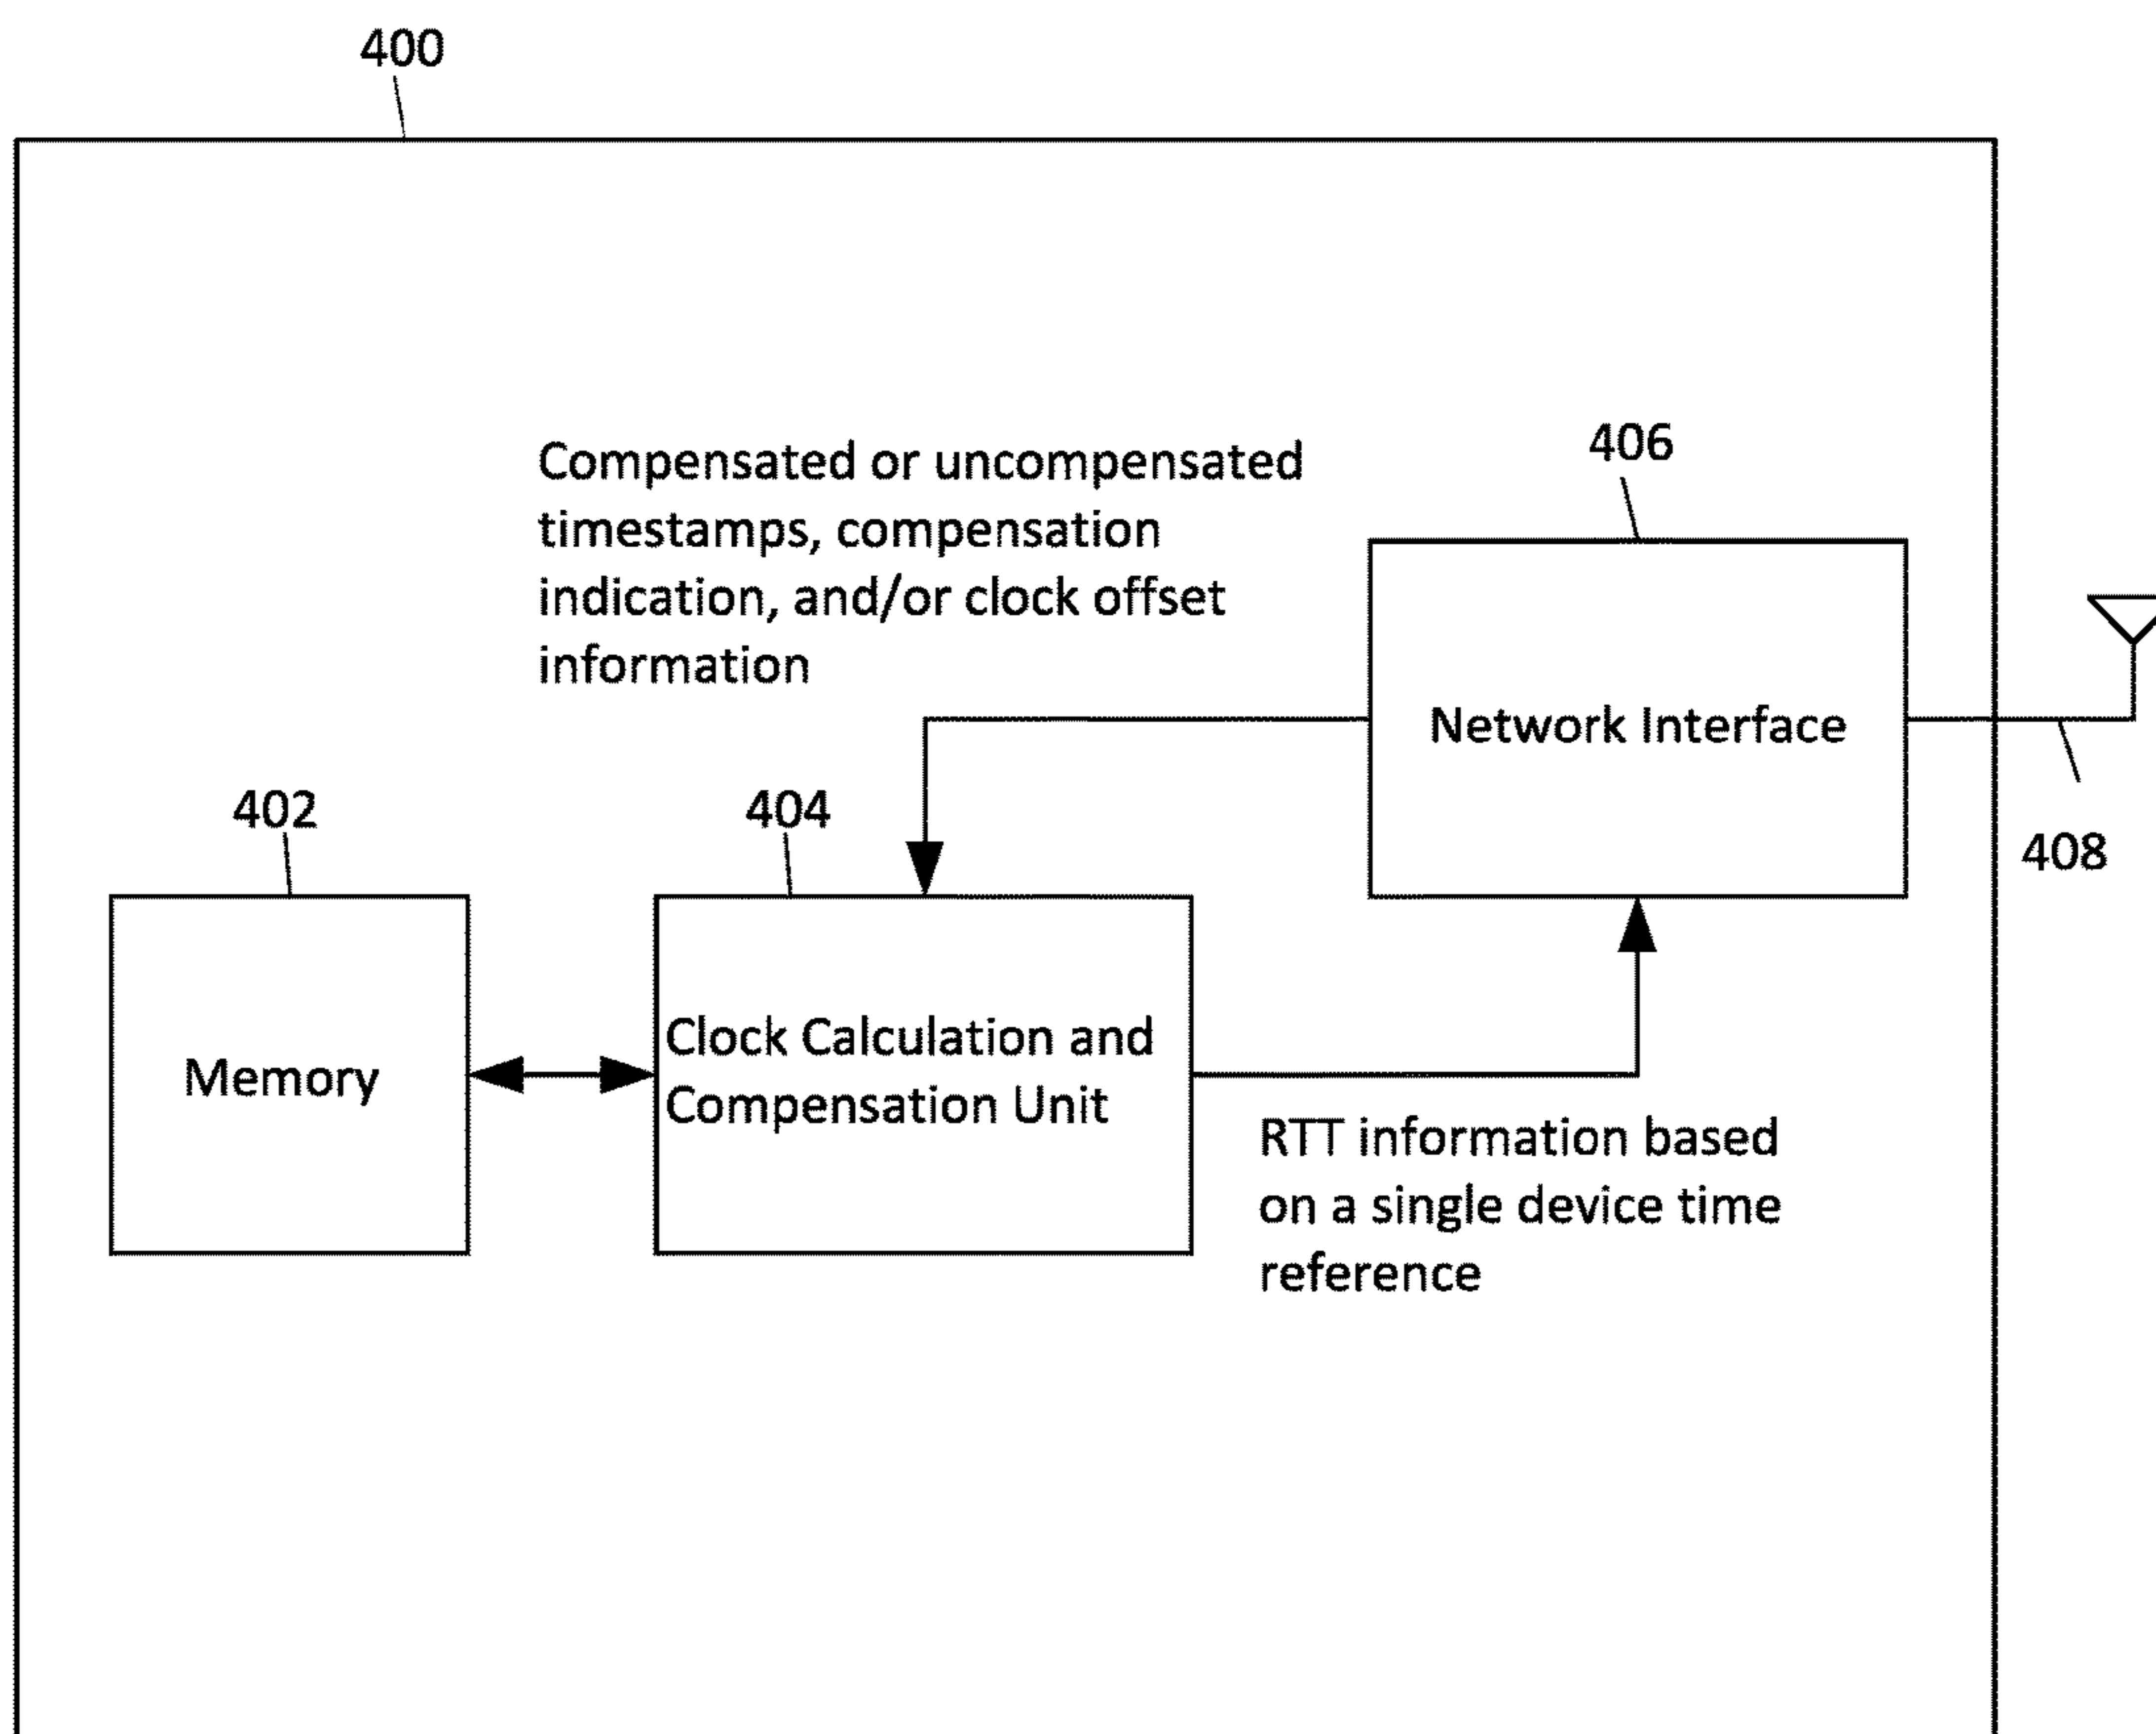 400
Compensated or uncompensated
timestamps, compensation
indication, and/or clock offset
information
406
Network Interface
408
402
404
Memory
Clock Calculation and
Compensation Unit
RTT information based
on a single device time
reference